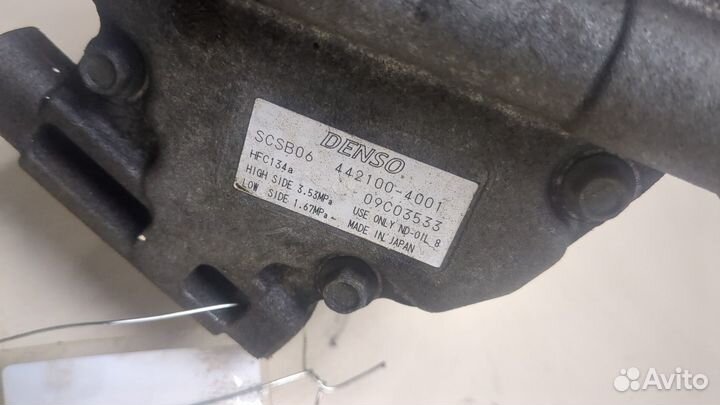 DENSO
SCSB06 442100-4001
HFC134a 09C03533
HIGH SIDE 3.53MPa USE ONLY ND-OIL 8
LOW SIDE 1.67MPa MADE IN JAPAN
Avito